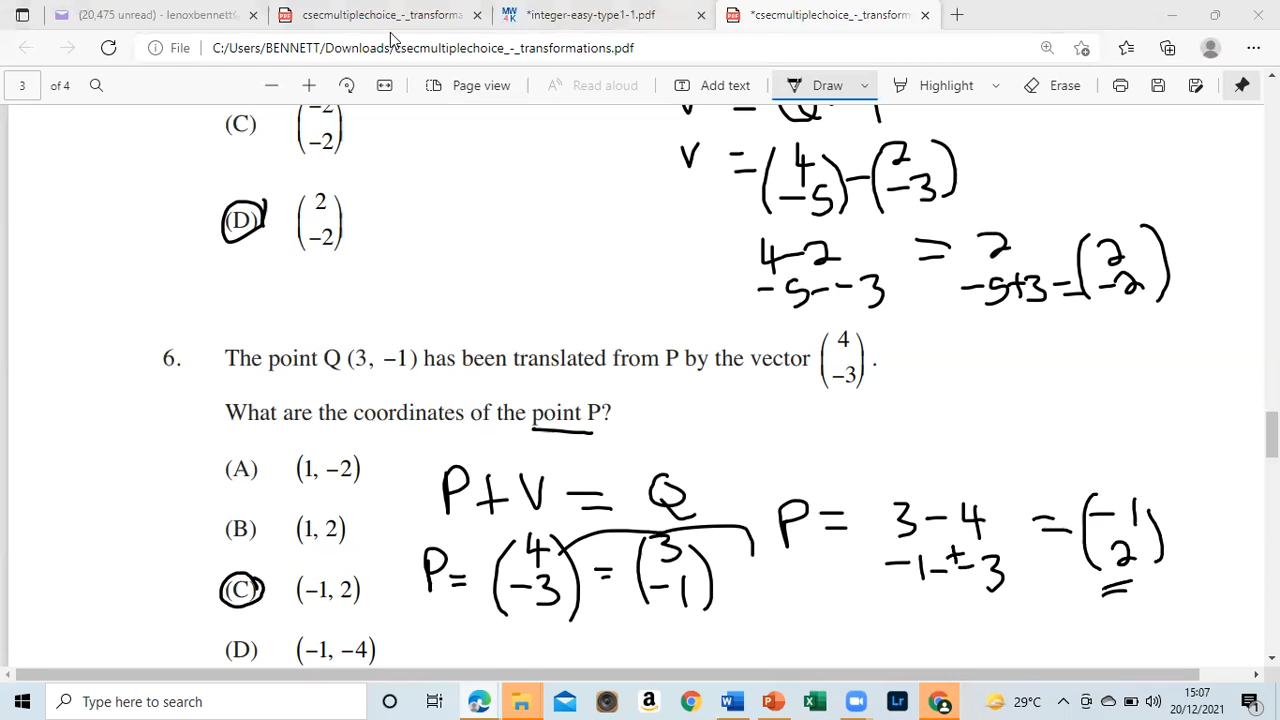 (20,475 unread) - lenoxbennett@
csecmultiplechoice_-_transform
*integer-easy-type1-1.pdf
*csecmultiplechoice_-_transform
File C:/Users/BENNETT/Downloads/csecmultiplechoice_-_transformations.pdf
3 of 4 Page view Read aloud Add text Draw Highlight Erase
(C) -2
-2
(D) 2
-2
V = (4 -5) - (2 -3)
4-2 = 2
-5--3 -5+3 = (2 -2)
6. The point Q (3, −1) has been translated from P by the vector (4 −3).
What are the coordinates of the point P?
(A) (1, −2)
(B) (1, 2)
(C) (−1, 2)
(D) (−1, −4)
P + V = Q
P = (4 -3) = (3 -1)
P = 3-4 = (-1 2)
-1-+-3
Type here to search
29°C
15:07
20/12/2021